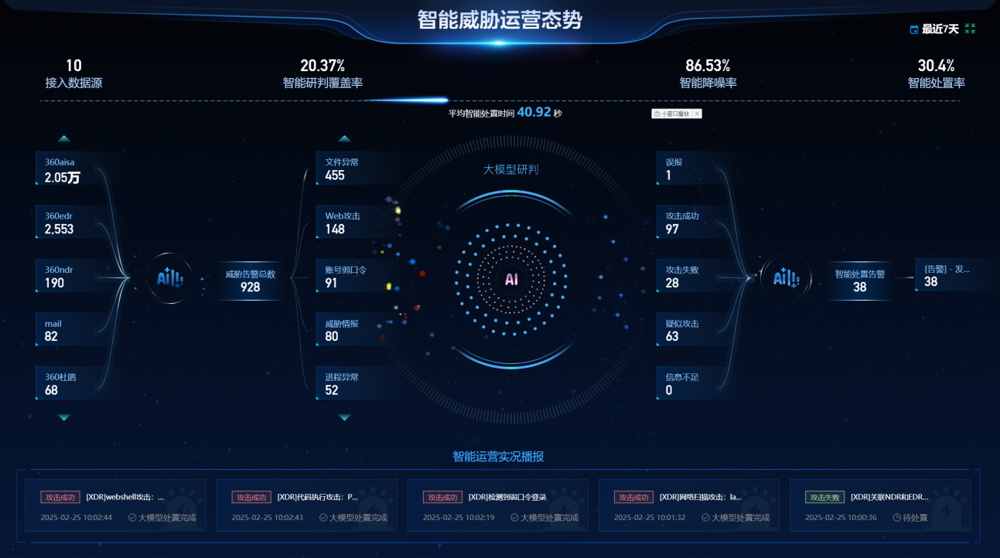 智能威胁运营态势
最近7天
10
接入数据源
20.37%
智能研判覆盖率
86.53%
智能降噪率
30.4%
智能处置率
平均智能处置时间 40.92 秒
小窗口播放
360aisa
2.05万
360edr
2,553
360ndr
190
mail
82
360杜鹃
68
威胁告警总数
928
文件异常
455
Web攻击
148
账号弱口令
91
威胁情报
80
进程异常
52
大模型研判
AI
误报
1
攻击成功
97
攻击失败
28
疑似攻击
63
信息不足
0
智能处置告警
38
[告警] - 发...
38
智能运营实况播报
攻击成功 [XDR]webshell攻击: ...
2025-02-25 10:02:44 大模型处置完成
攻击成功 [XDR]代码执行攻击: P...
2025-02-25 10:02:43 大模型处置完成
攻击成功 [XDR]检测到弱口令登录
2025-02-25 10:02:19 大模型处置完成
攻击成功 [XDR]网络扫描攻击: la...
2025-02-25 10:01:32 大模型处置完成
攻击失败 [XDR]关联NDR和EDR...
2025-02-25 10:00:36 待处置